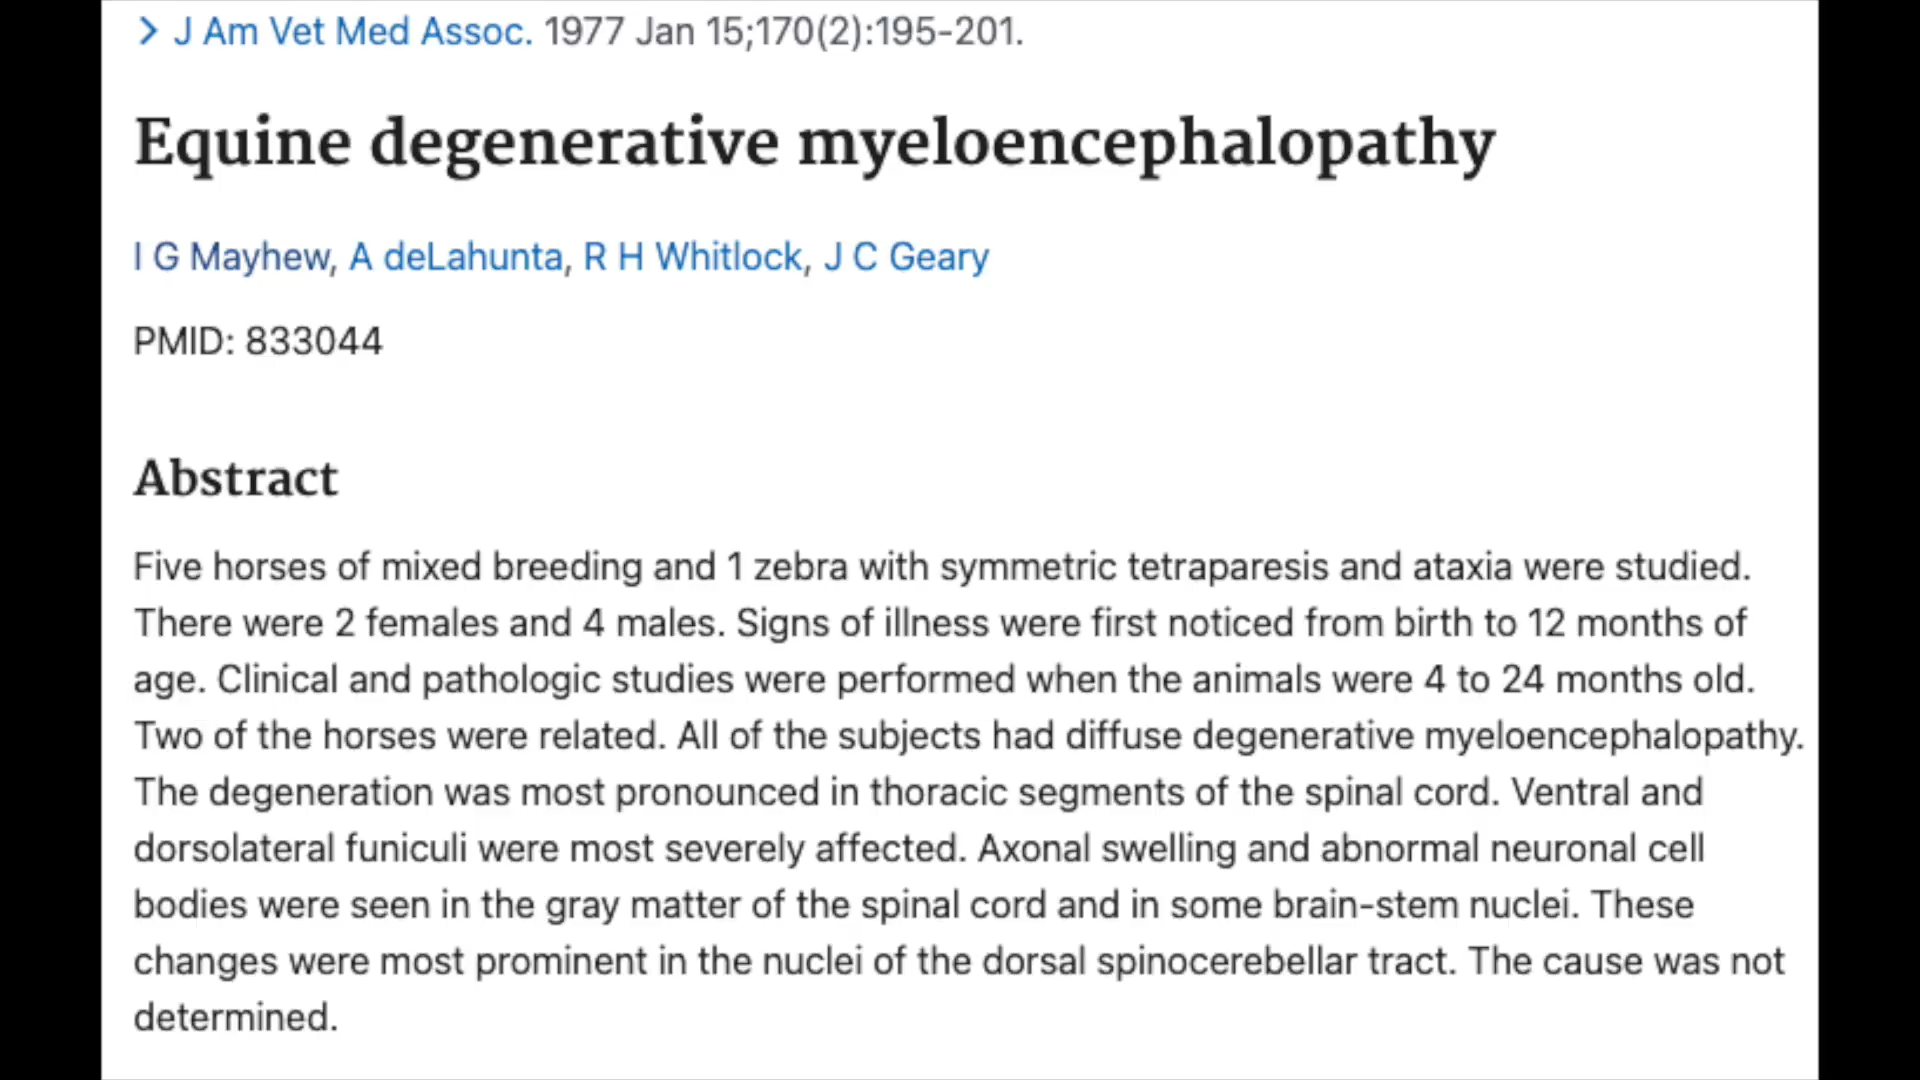 > J Am Vet Med Assoc. 1977 Jan 15;170(2):195-201.
Equine degenerative myeloencephalopathy
I G Mayhew, A deLahunta, R H Whitlock, J C Geary
PMID: 833044
Abstract
Five horses of mixed breeding and 1 zebra with symmetric tetraparesis and ataxia were studied.
There were 2 females and 4 males. Signs of illness were first noticed from birth to 12 months of
age. Clinical and pathologic studies were performed when the animals were 4 to 24 months old.
Two of the horses were related. All of the subjects had diffuse degenerative myeloencephalopathy.
The degeneration was most pronounced in thoracic segments of the spinal cord. Ventral and
dorsolateral funiculi were most severely affected. Axonal swelling and abnormal neuronal cell
bodies were seen in the gray matter of the spinal cord and in some brain-stem nuclei. These
changes were most prominent in the nuclei of the dorsal spinocerebellar tract. The cause was not
determined.